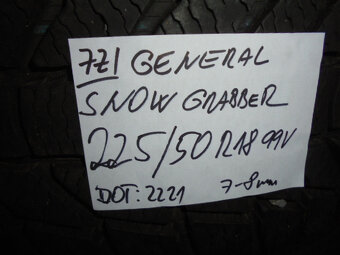 7Z1 GENERAL
SNOW GRABBER
225/50 R18 99V
DOT: 2221 7-8mm